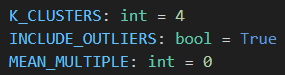 K_CLUSTERS: int = 4
INCLUDE_OUTLIERS: bool = True
MEAN_MULTIPLE: int = 0